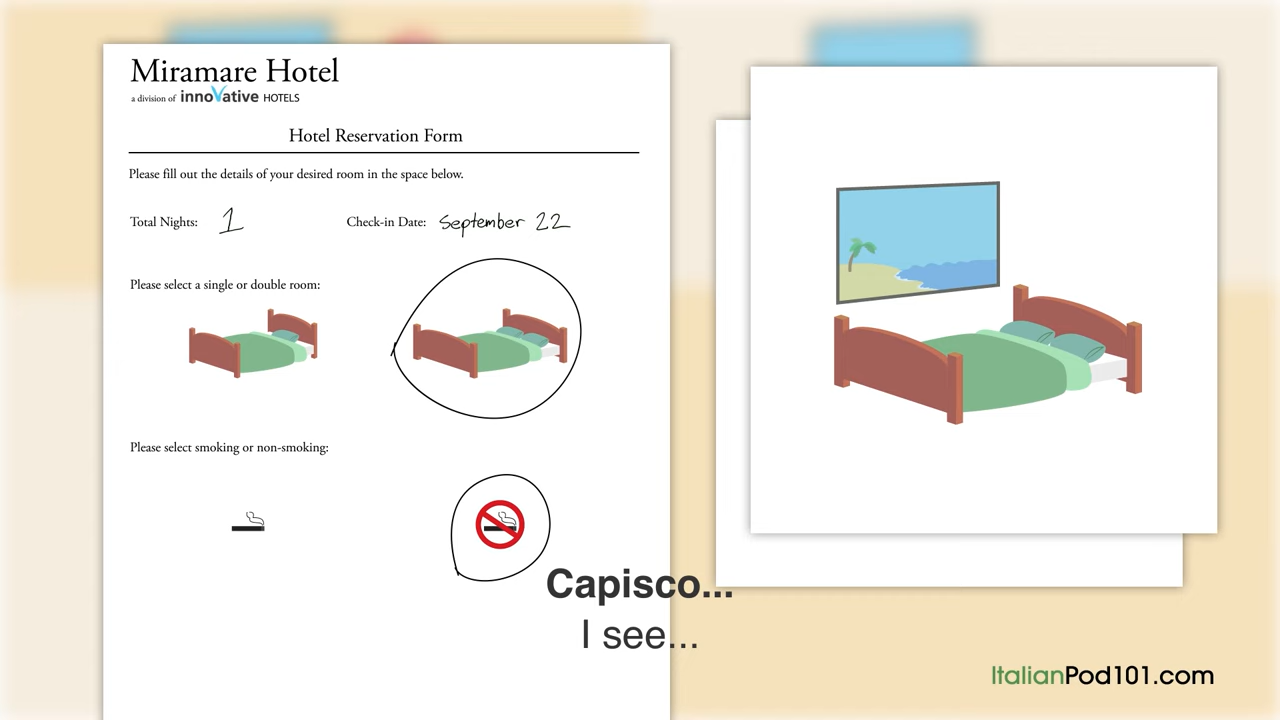 Miramare Hotel
a division of innoVative HOTELS
Hotel Reservation Form
Please fill out the details of your desired room in the space below.
Total Nights: 1 Check-in Date: September 22
Please select a single or double room:
Please select smoking or non-smoking:
Capisco...
I see...
ItalianPod101.com